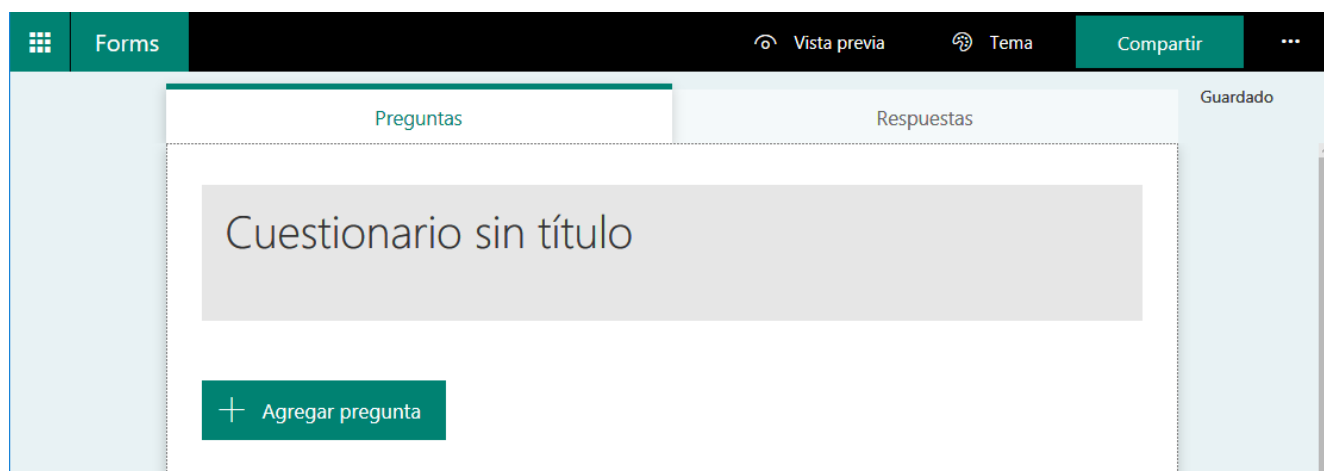 Forms Vista previa Tema Compartir ...
Guardado
Preguntas Respuestas
Cuestionario sin título
Agregar pregunta